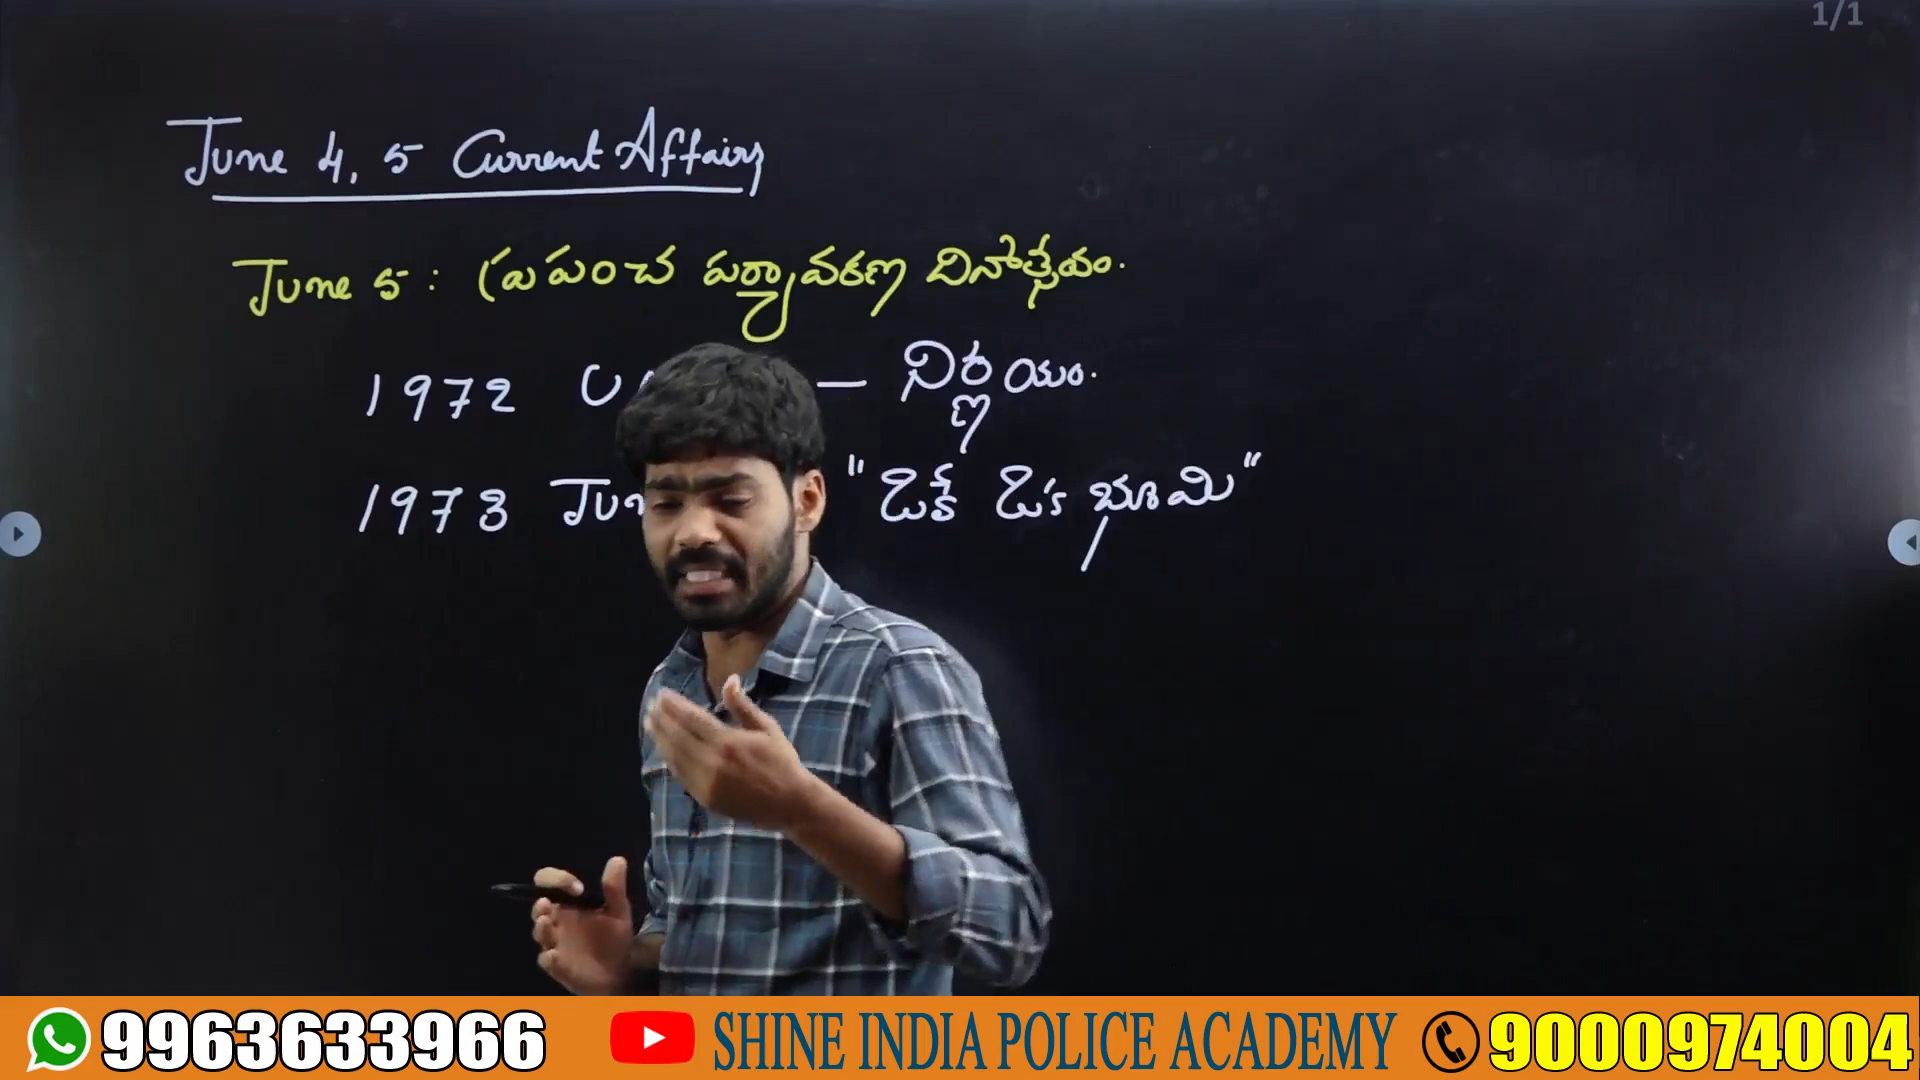 1/1
June 4, 5 Current Affairs
June 5 : ప్రపంచ పర్యావరణ దినోత్సవం.
1972 — నిర్ణయం.
1973 "ఒకే ఒక భూమి"
9963633966 SHINE INDIA POLICE ACADEMY 9000974004